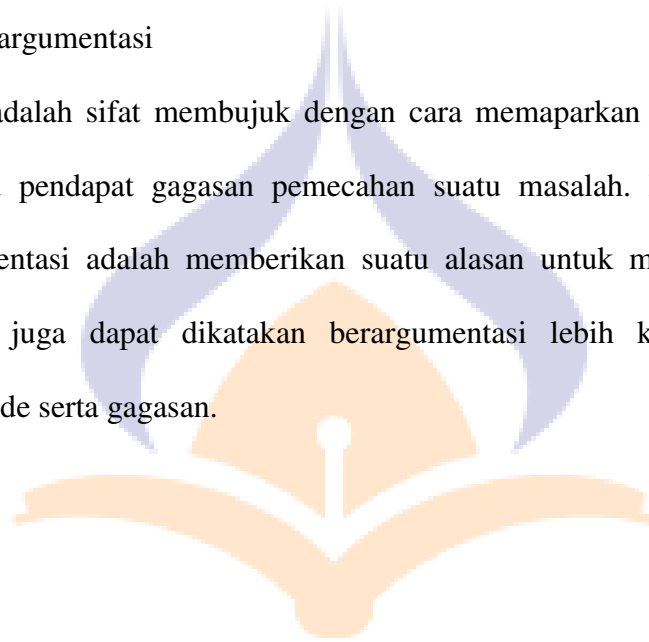 argumentasi
adalah sifat membujuk dengan cara memaparkan
pendapat gagasan pemecahan suatu masalah.
entasi adalah memberikan suatu alasan untuk m
juga dapat dikatakan berargumentasi lebih k
de serta gagasan.